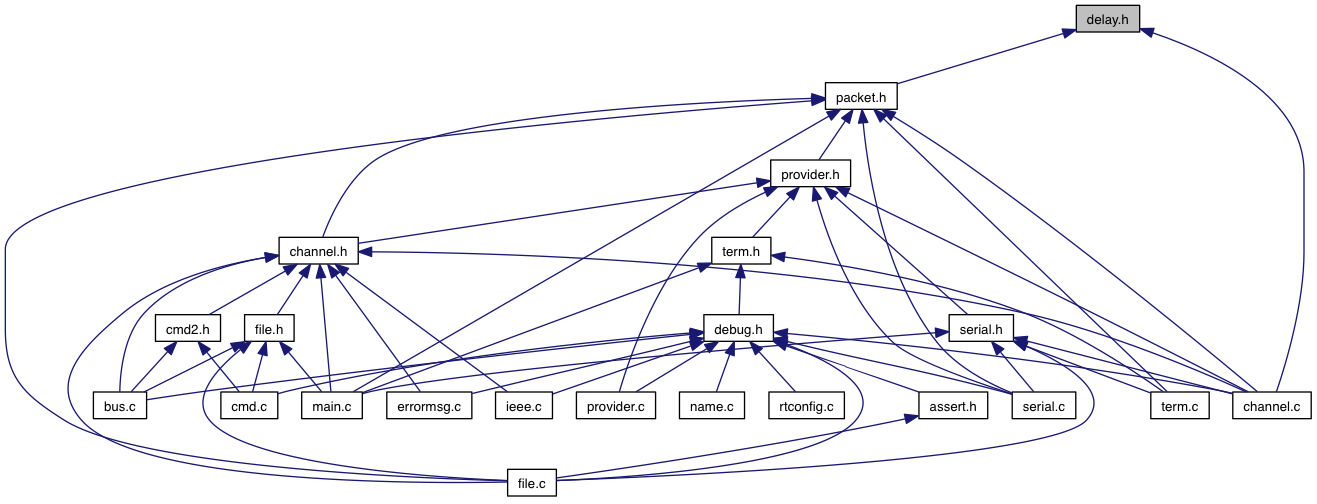 delay.h
packet.h
provider.h
channel.h
term.h
cmd2.h
file.h
debug.h
serial.h
bus.c
cmd.c
main.c
errormsg.c
ieee.c
provider.c
name.c
rtconfig.c
assert.h
serial.c
term.c
channel.c
file.c